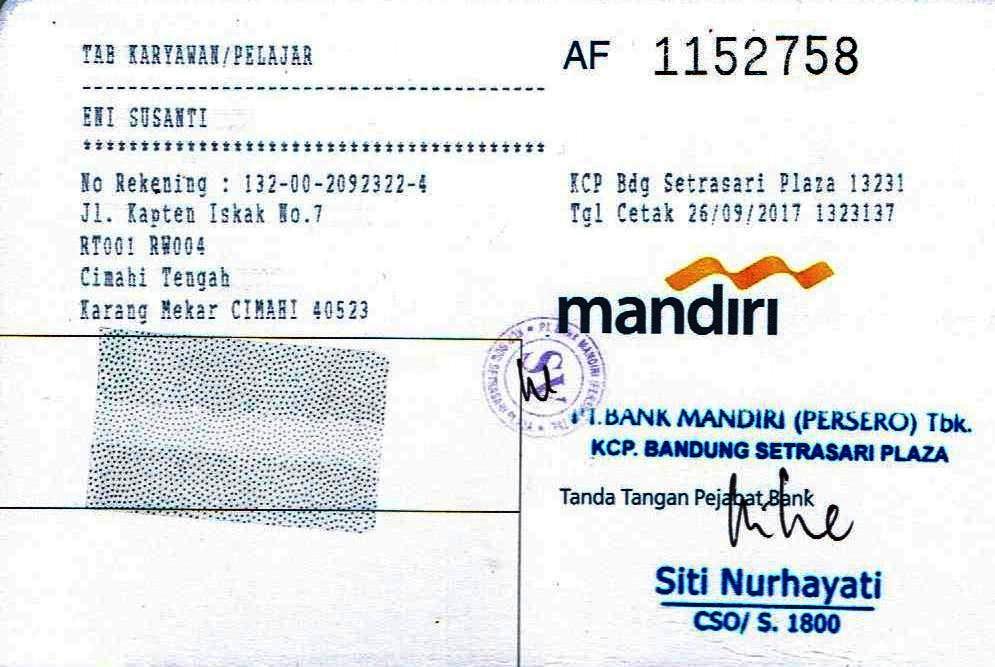 TAB KARYAWAN/PELAJAR
AF 1152758
ENI SUSANTI
No Rekening : 132-00-2092322-4
Jl. Kapten Iskak No.7
RT001 RW004
Cimahi Tengah
Karang Mekar CIMAHI 40523
KCP Bdg Setrasari Plaza 13231
Tgl Cetak 26/09/2017 1323137
mandiri
PT.BANK MANDIRI (PERSERO) Tbk.
KCP. BANDUNG SETRASARI PLAZA
Tanda Tangan Pejabat Bank
Siti Nurhayati
CSO/ S. 1800